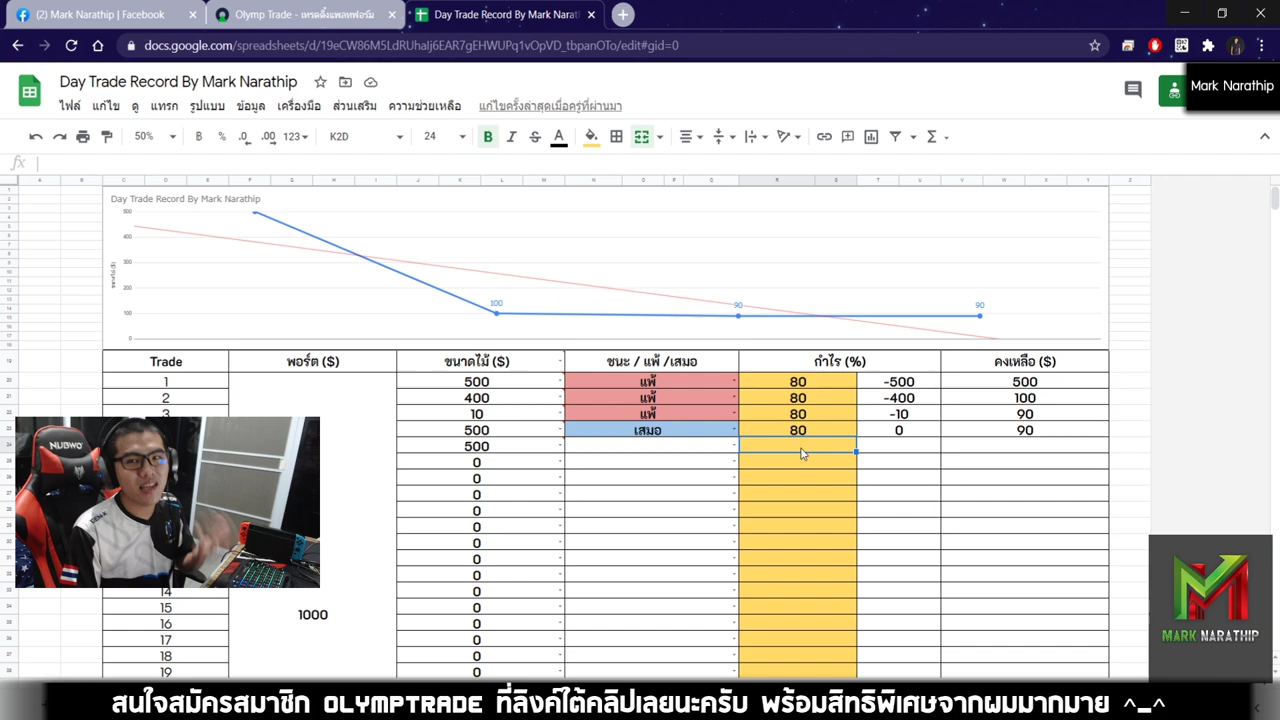 (2) Mark Narathip | Facebook
Olymp Trade - เทรดดิ้งแพลทฟอร์ม
Day Trade Record By Mark Narat
docs.google.com/spreadsheets/d/19eCW86M5LdRUhaIj6EAR7gEHWUPq1vOpVD_tbpanOTo/edit#gid=0
Day Trade Record By Mark Narathip
Mark Narathip
ไฟล์ แก้ไข ดู แทรก รูปแบบ ข้อมูล เครื่องมือ ส่วนเสริม ความช่วยเหลือ แก้ไขครั้งล่าสุดเมื่อครู่ที่ผ่านมา
50% ฿ % .0 .00 123 K2D 24 B I S A
fx
A B C D E F G H I J K L M N O P Q R S T U V W X Y Z
Day Trade Record By Mark Narathip
500
400
300
200
100
0
100
90
90
Trade พอร์ต ($) ขนาดไม้ ($) ชนะ / แพ้ /เสมอ กำไร (%) คงเหลือ ($)
1 500 แพ้ 80 -500 500
2 400 แพ้ 80 -400 100
3 10 แพ้ 80 -10 90
500 เสมอ 80 0 90
500
0
0
0
0
0
0
0
0
14 0
15 1000 0
16 0
17 0
18 0
19 0
NUBWO
MARK NARATHIP
สนใจสมัครสมาชิก OLYMPTRADE ที่ลิงค์ใต้คลิปเลยนะครับ พร้อมสิทธิพิเศษจากผมมากมาย ^_^